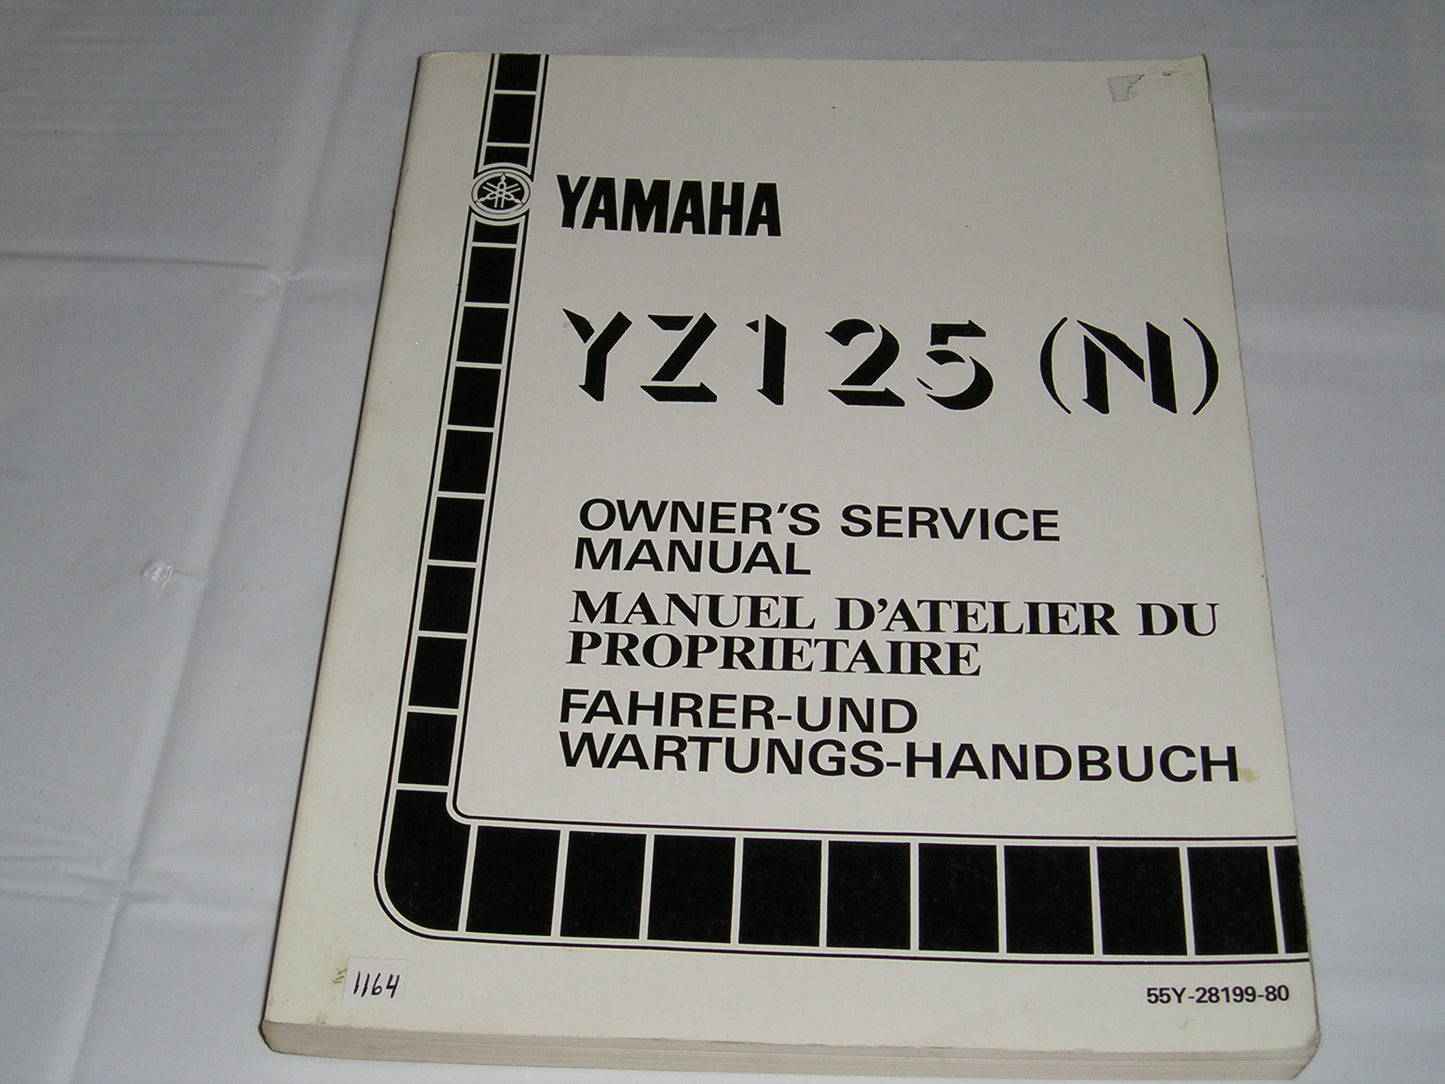 YAMAHA
YZ125 (N)
OWNER'S SERVICE
MANUAL
MANUEL D'ATELIER DU
PROPRIETAIRE
FAHRER-UND
WARTUNGS-HANDBUCH
1164
55Y-28199-80